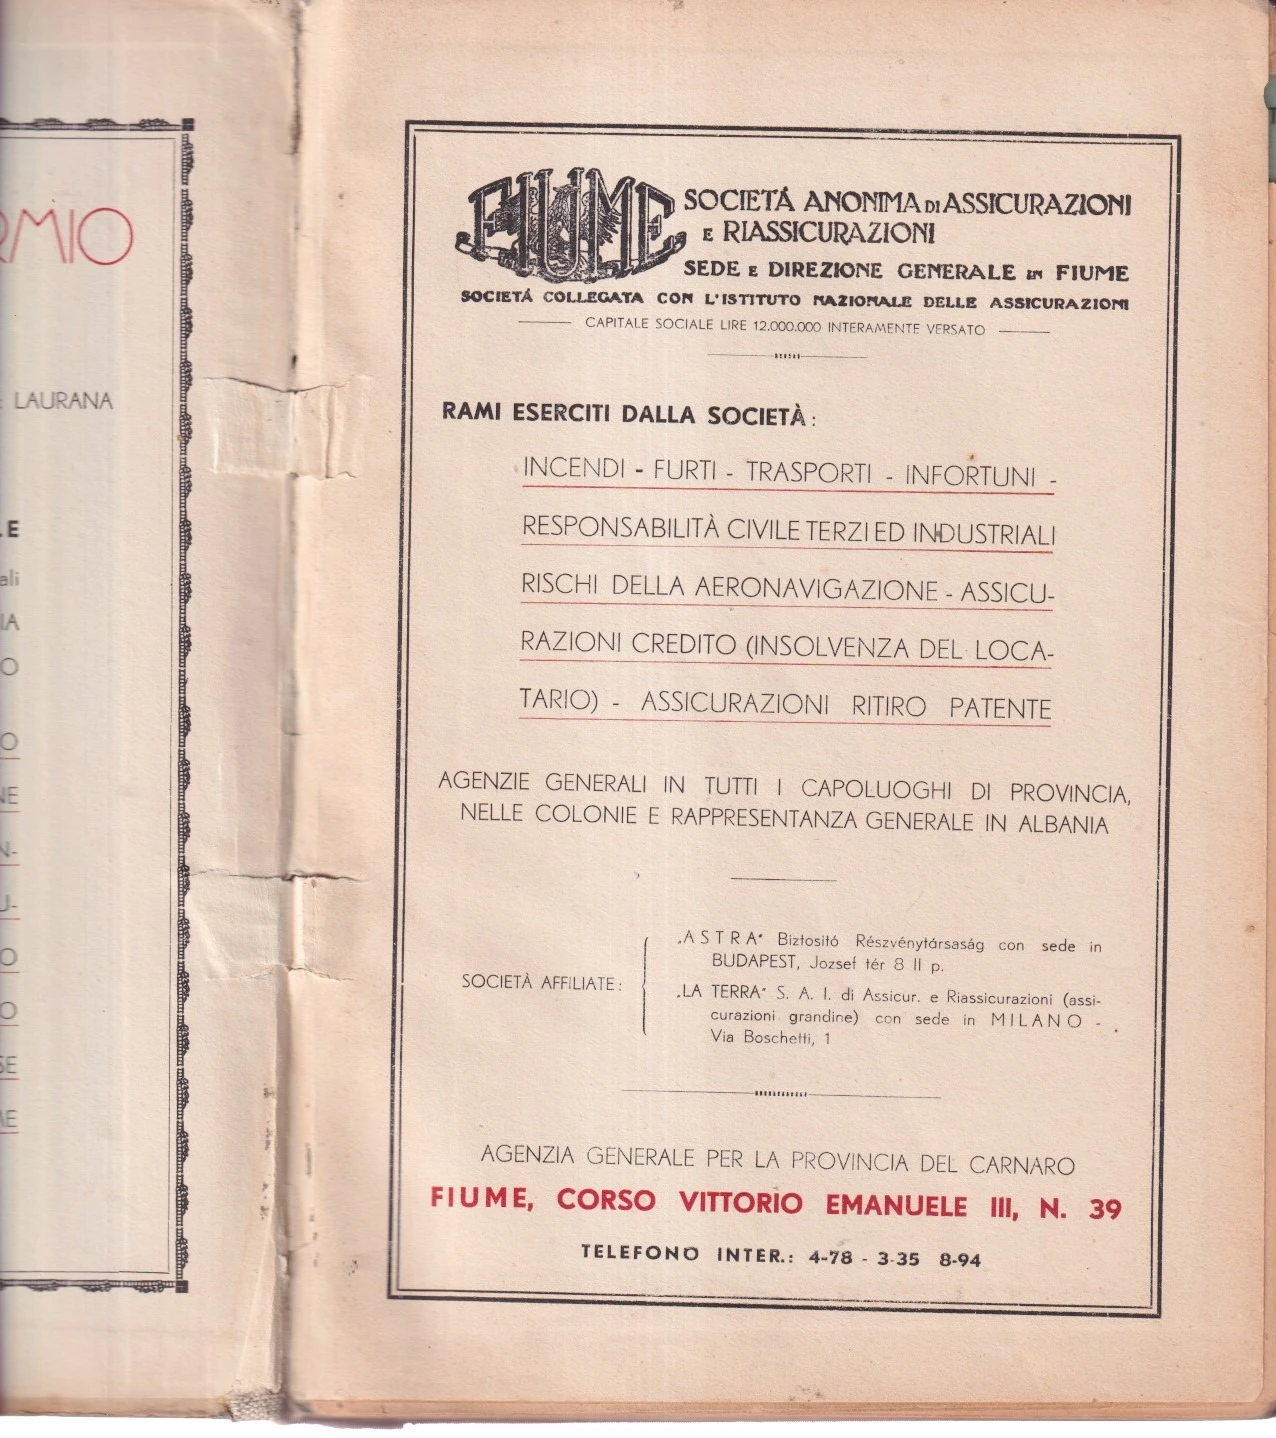 RMIO
LAURANA
E
ali
IA
O
O
NE
N-
U-
O
O
SE
AE
FIUME
SOCIETÁ ANONIMA DI ASSICURAZIONI
E RIASSICURAZIONI
SEDE E DIREZIONE GENERALE IN FIUME
SOCIETÁ COLLEGATA CON L'ISTITUTO NAZIONALE DELLE ASSICURAZIONI
CAPITALE SOCIALE LIRE 12.000.000 INTERAMENTE VERSATO
RAMI ESERCITI DALLA SOCIETÀ:
INCENDI - FURTI - TRASPORTI - INFORTUNI -
RESPONSABILITÀ CIVILE TERZI ED INDUSTRIALI
RISCHI DELLA AERONAVIGAZIONE - ASSICU-
RAZIONI CREDITO (INSOLVENZA DEL LOCA-
TARIO) - ASSICURAZIONI RITIRO PATENTE
AGENZIE GENERALI IN TUTTI I CAPOLUOGHI DI PROVINCIA,
NELLE COLONIE E RAPPRESENTANZA GENERALE IN ALBANIA
SOCIETÀ AFFILIATE:
„ASTRA" Biztositó Részvénytársaság con sede in
BUDAPEST, Jozsef tér 8 II p.
„LA TERRA" S. A. I. di Assicur. e Riassicurazioni (assi-
curazioni grandine) con sede in MILANO -
Via Boschetti, 1
AGENZIA GENERALE PER LA PROVINCIA DEL CARNARO
FIUME, CORSO VITTORIO EMANUELE III, N. 39
TELEFONO INTER.: 4-78 - 3-35 8-94